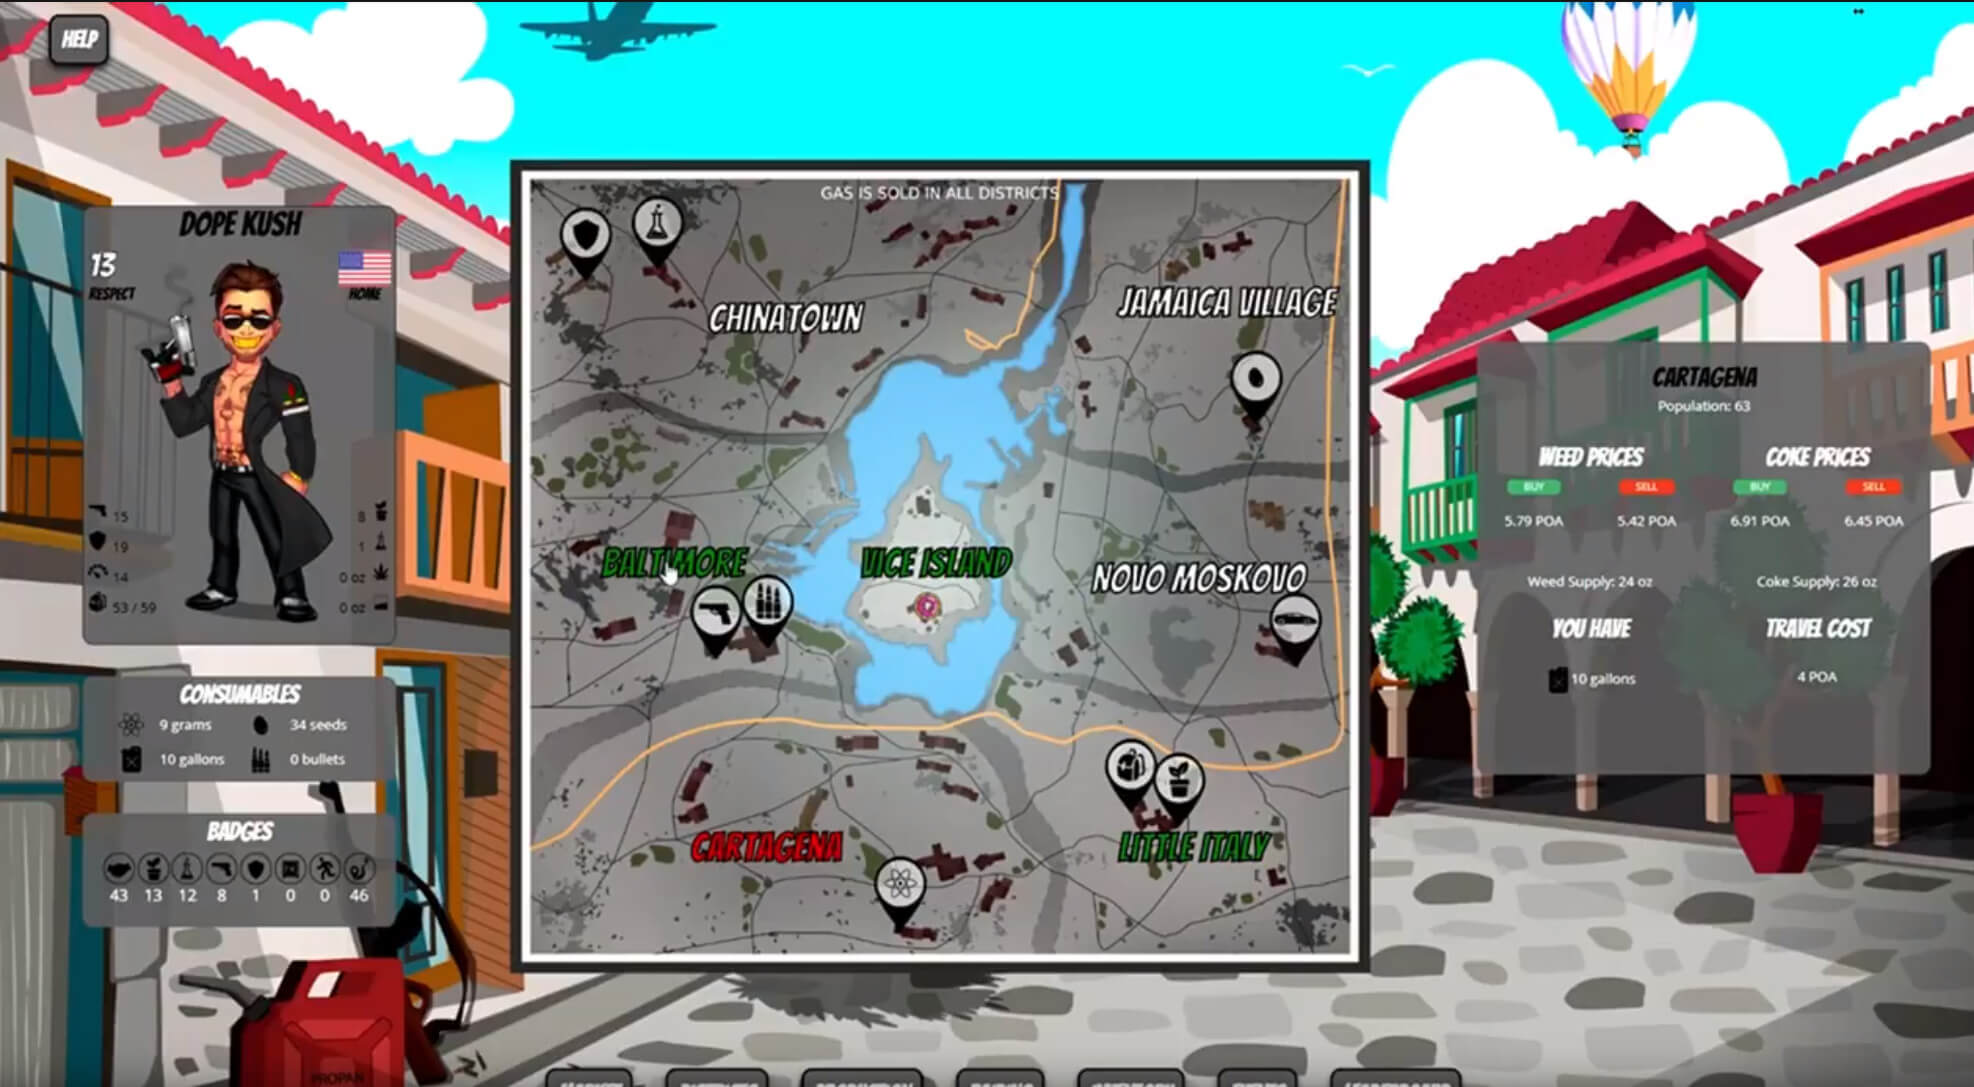 HELP
GAS IS SOLD IN ALL DISTRICTS
DOPE KUSH
13
RESPECT
HOME
15
19
14
53 / 59
8
1
0 oz
0 oz
CONSUMABLES
9 grams
34 seeds
10 gallons
0 bullets
BADGES
43 13 12 8 1 0 0 46
CHINATOWN
JAMAICA VILLAGE
BALTIMORE
VICE ISLAND
NOVO MOSKOVO
CARTAGENA
LITTLE ITALY
CARTAGENA
Population: 63
WEED PRICES
COKE PRICES
BUY SELL BUY SELL
5.79 POA 5.42 POA 6.91 POA 6.45 POA
Weed Supply: 24 oz
Coke Supply: 26 oz
YOU HAVE
TRAVEL COST
10 gallons
4 POA
PROPAN